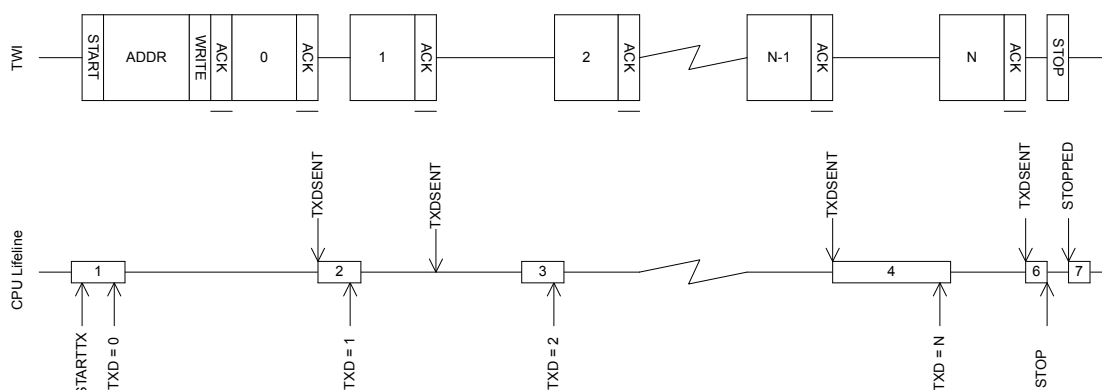 TWI
START
ADDR
WRITE
ACK
0
ACK
1
ACK
2
ACK
N-1
ACK
N
ACK
STOP
CPU Lifeline
TXDSENT
TXDSENT
TXDSENT
TXDSENT
STOPPED
1
2
3
4
6
7
STARTTX
TXD = 0
TXD = 1
TXD = 2
TXD = N
STOP